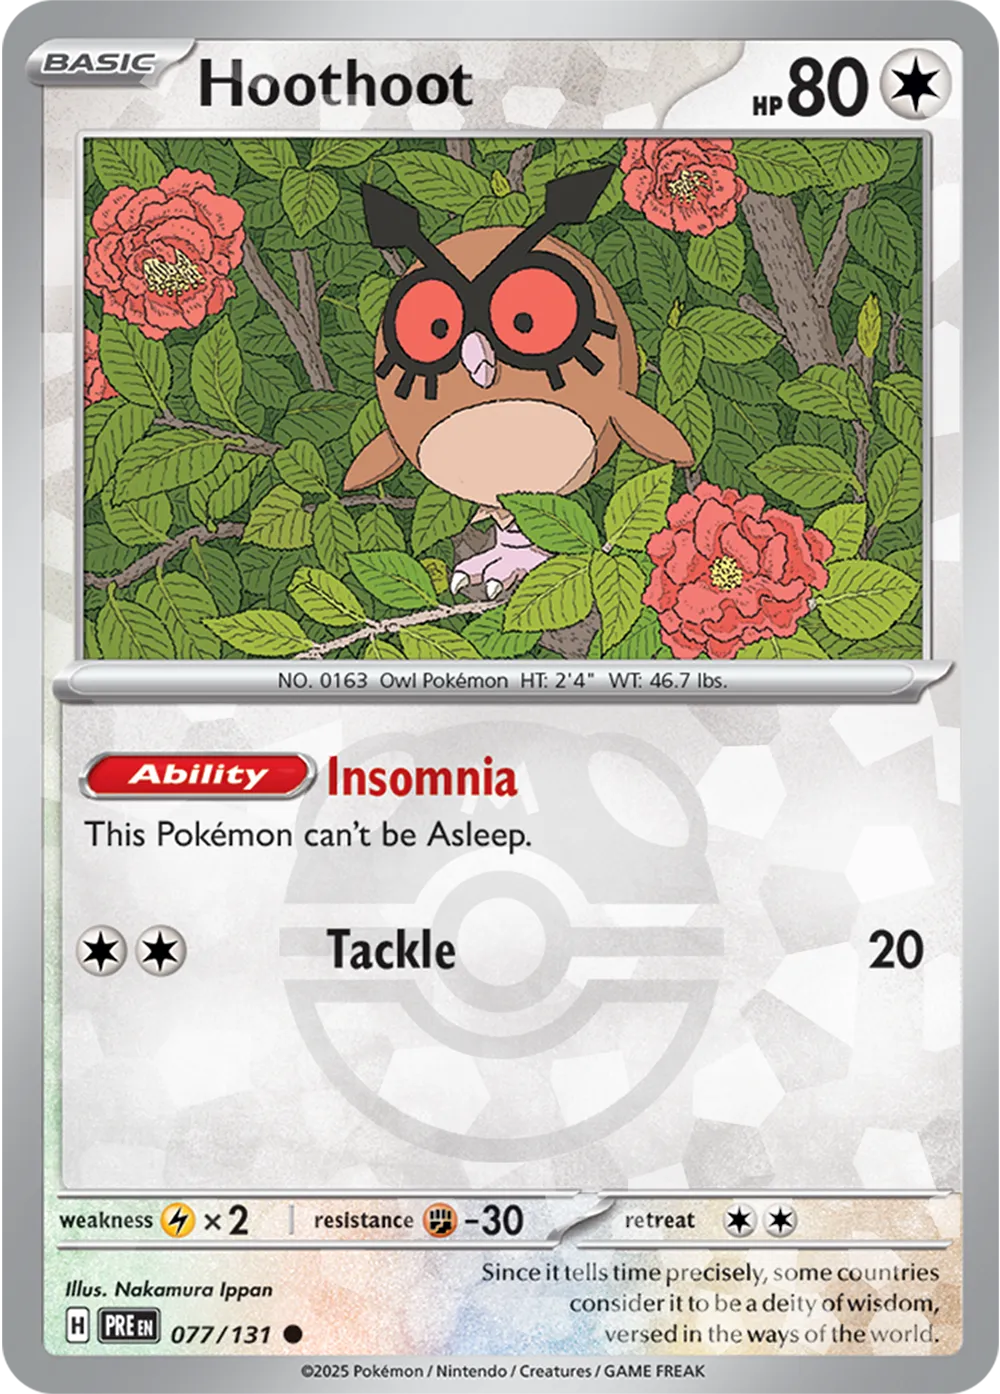 BASIC
Hoothoot
HP 80
NO. 0163 Owl Pokémon HT: 2'4" WT: 46.7 lbs.
Ability Insomnia
This Pokémon can't be Asleep.
Tackle 20
weakness ×2 resistance -30 retreat
Illus. Nakamura Ippan
Since it tells time precisely, some countries
consider it to be a deity of wisdom,
versed in the ways of the world.
H PRE EN 077/131
©2025 Pokémon / Nintendo / Creatures / GAME FREAK